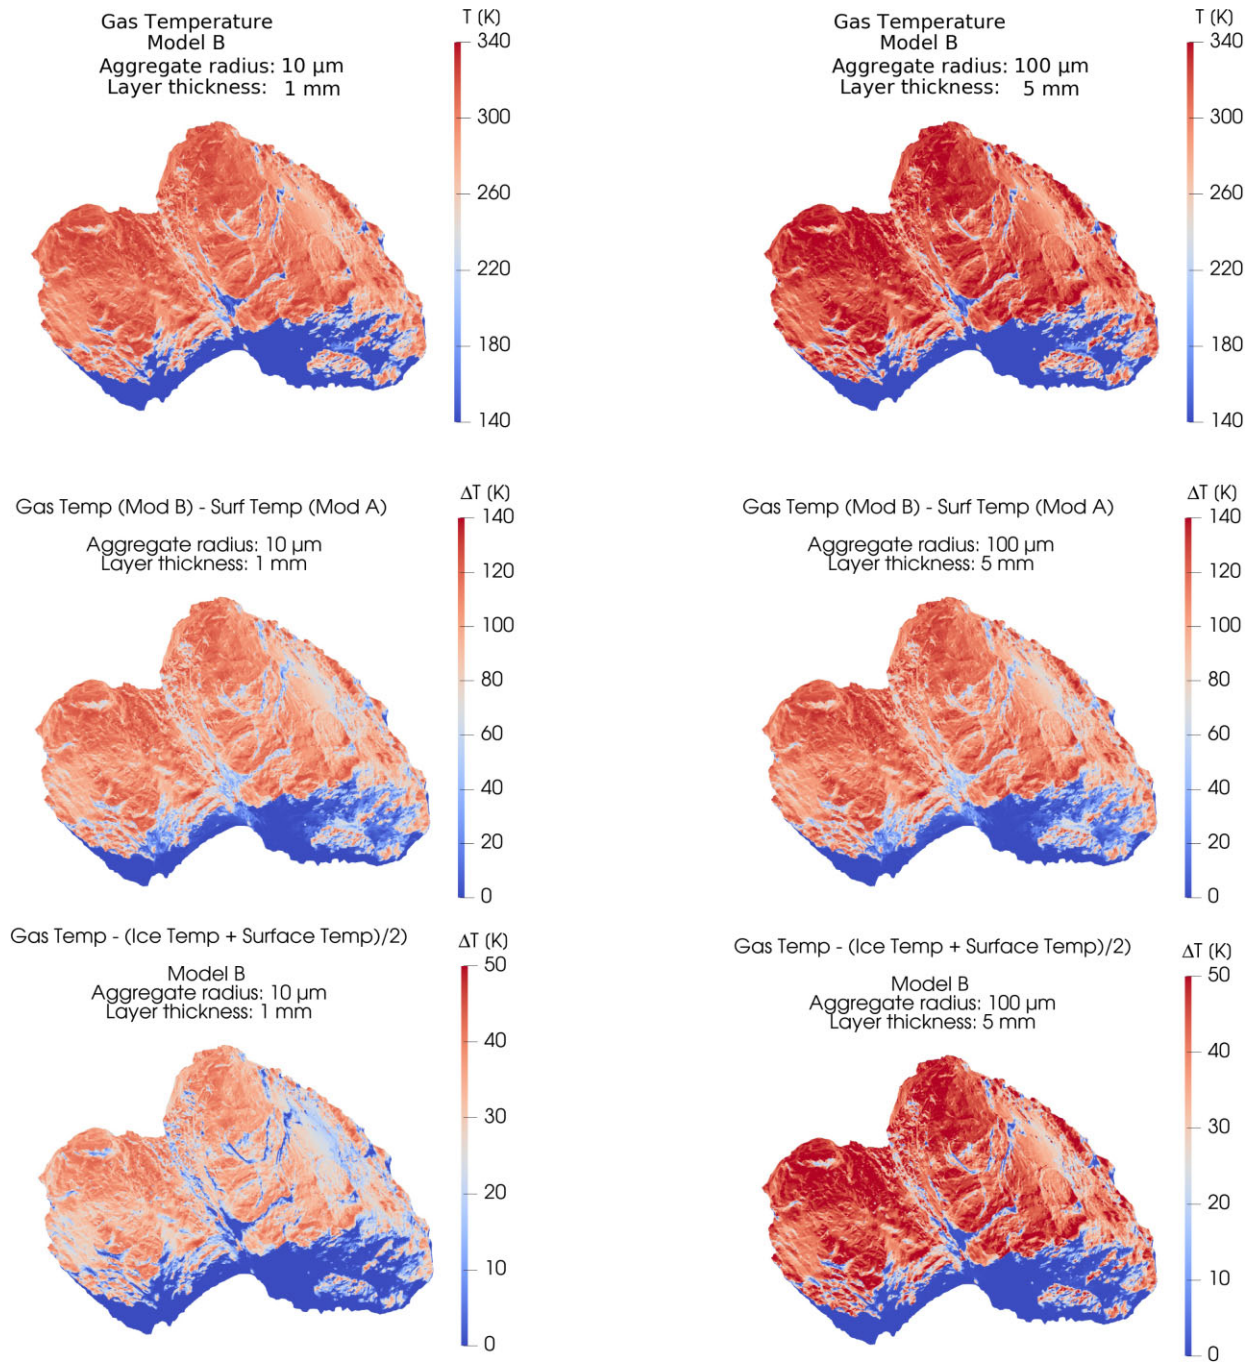 Gas Temperature
Model B
Aggregate radius: 10 µm
Layer thickness: 1 mm
T (K)
340
300
260
220
180
140
Gas Temperature
Model B
Aggregate radius: 100 µm
Layer thickness: 5 mm
T (K)
340
300
260
220
180
140
Gas Temp (Mod B) - Surf Temp (Mod A)
Aggregate radius: 10 µm
Layer thickness: 1 mm
ΔT (K)
140
120
100
80
60
40
20
0
Gas Temp (Mod B) - Surf Temp (Mod A)
Aggregate radius: 100 µm
Layer thickness: 5 mm
ΔT (K)
140
120
100
80
60
40
20
0
Gas Temp - (Ice Temp + Surface Temp)/2)
Model B
Aggregate radius: 10 µm
Layer thickness: 1 mm
ΔT (K)
50
40
30
20
10
0
Gas Temp - (Ice Temp + Surface Temp)/2)
Model B
Aggregate radius: 100 µm
Layer thickness: 5 mm
ΔT (K)
50
40
30
20
10
0